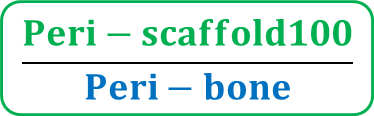 Peri – scaffold100
Peri – bone